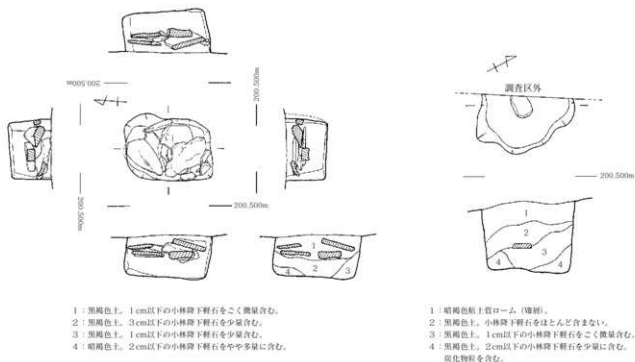 200.500m
200.500m
200.500m
200.500m
1
2
3
4
1：黒褐色土。1cm以下の小林降下軽石をごく微量含む。
2：黒褐色土。3cm以下の小林降下軽石を少量含む。
3：黒褐色土。1cm以下の小林降下軽石を少量含む。
4：暗褐色土。2cm以下の小林降下軽石をやや多量に含む。
調査区外
200.500m
1
2
3
4
4
1：暗褐色粘土質ローム（Ⅶ層）。
2：黒褐色土。小林降下軽石をほとんど含まない。
3：黒褐色土。1cm以下の小林降下軽石をごく微量含む。
4：黒褐色土。2cm以下の小林降下軽石を少量に含む。
炭化物粒を含む。